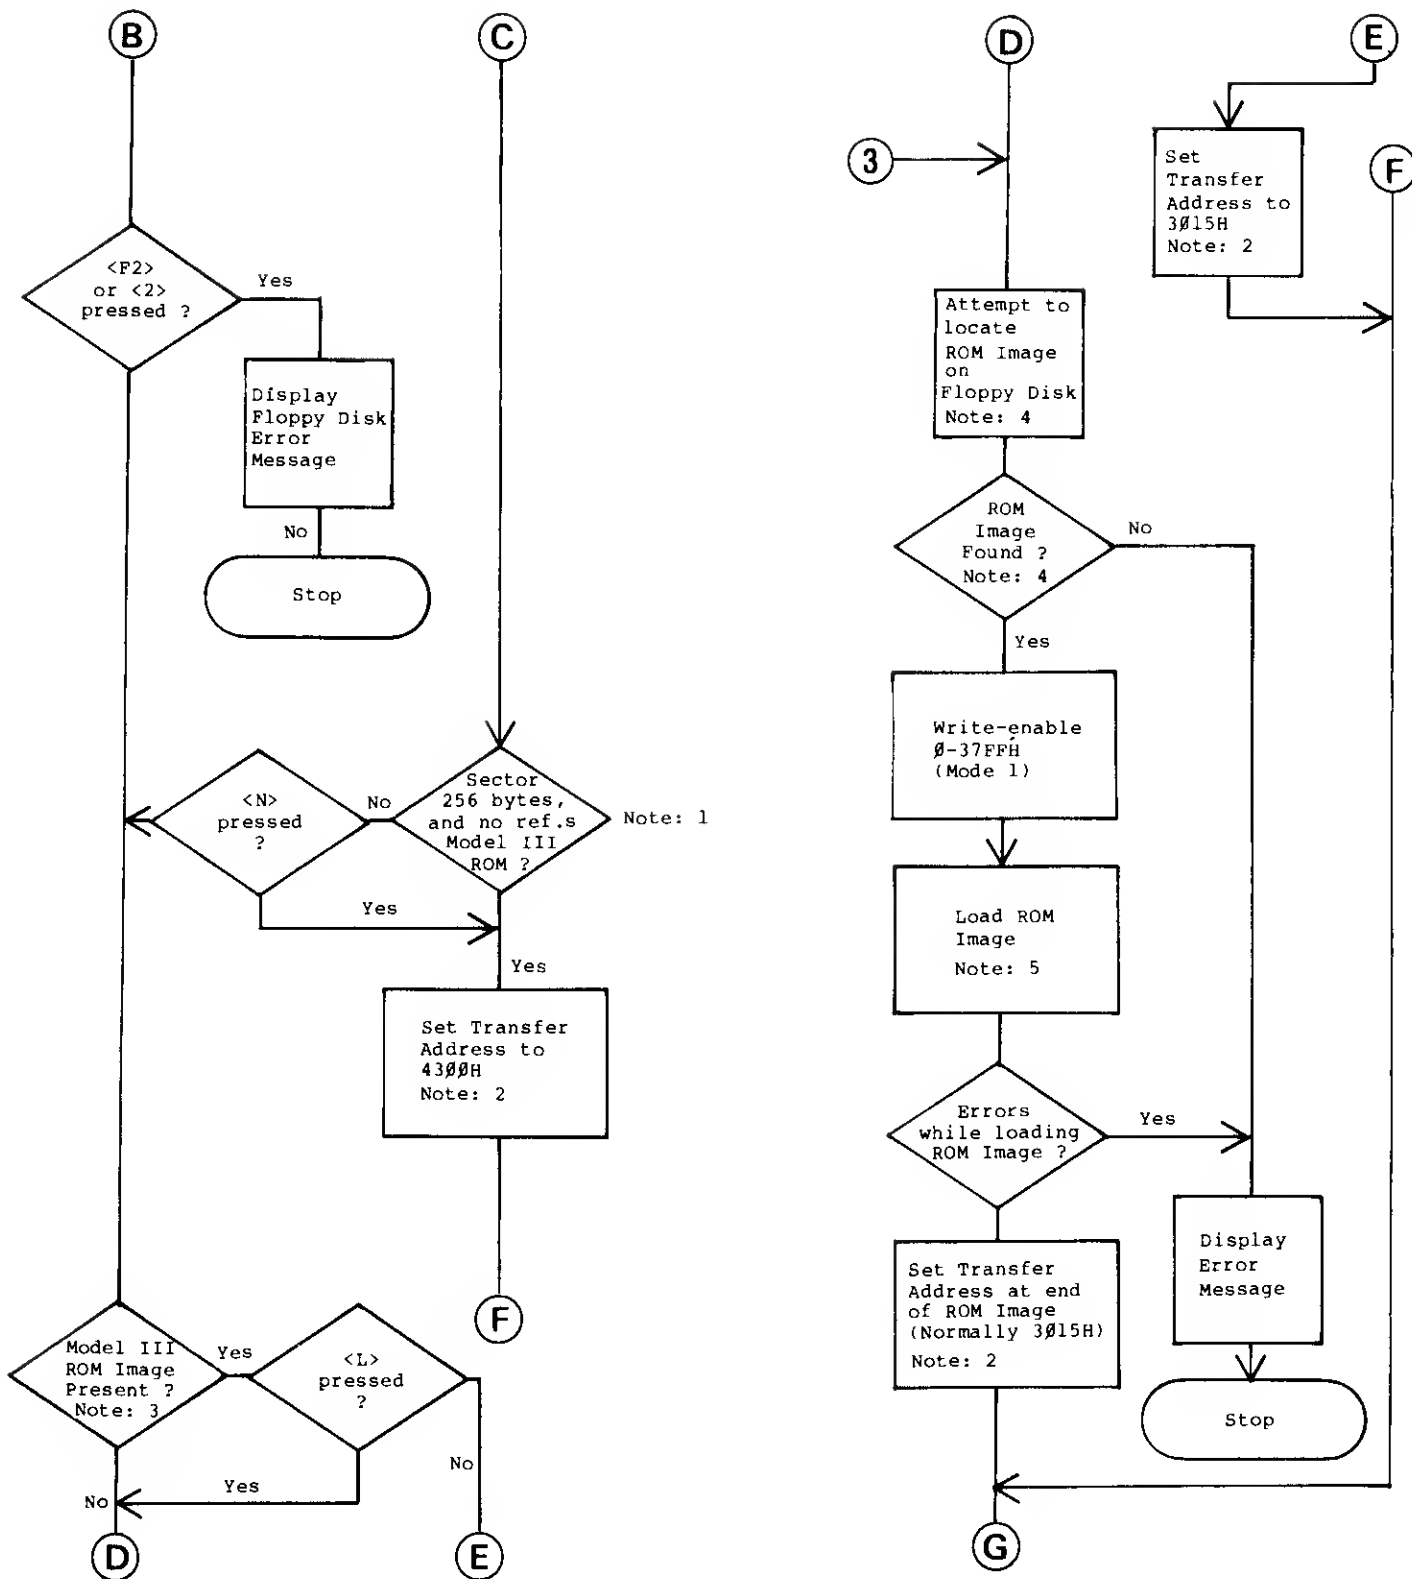 B
C
D
E
3
F
Set
Transfer
Address to
3Ø15H
Note: 2
<F2>
or <2>
pressed ?
Yes
Display
Floppy Disk
Error
Message
No
Stop
Attempt to
locate
ROM Image
on
Floppy Disk
Note: 4
ROM
Image
Found ?
Note: 4
No
Yes
Write-enable
Ø-37FFH
(Mode 1)
<N>
pressed
?
No
Sector
256 bytes,
and no ref.s
Model III
ROM ?
Note: 1
Yes
Yes
Set Transfer
Address to
43ØØH
Note: 2
F
Load ROM
Image
Note: 5
Errors
while loading
ROM Image ?
Yes
Set Transfer
Address at end
of ROM Image
(Normally 3Ø15H)
Note: 2
Display
Error
Message
Stop
Model III
ROM Image
Present ?
Note: 3
Yes
<L>
pressed
?
No
Yes
No
D
E
G